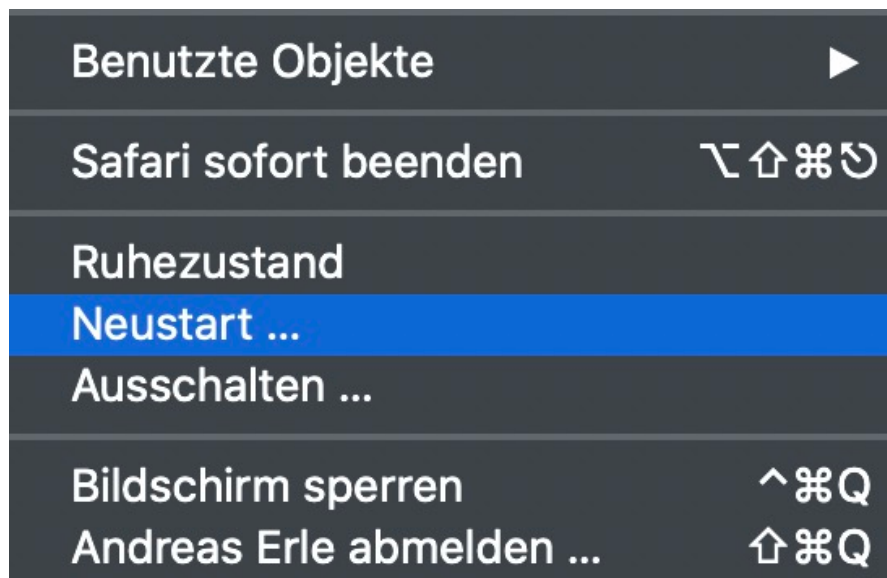 Benutzte Objekte ▶
Safari sofort beenden ⌥⇧⌘⎋
Ruhezustand
Neustart ...
Ausschalten ...
Bildschirm sperren ^⌘Q
Andreas Erle abmelden ... ⇧⌘Q